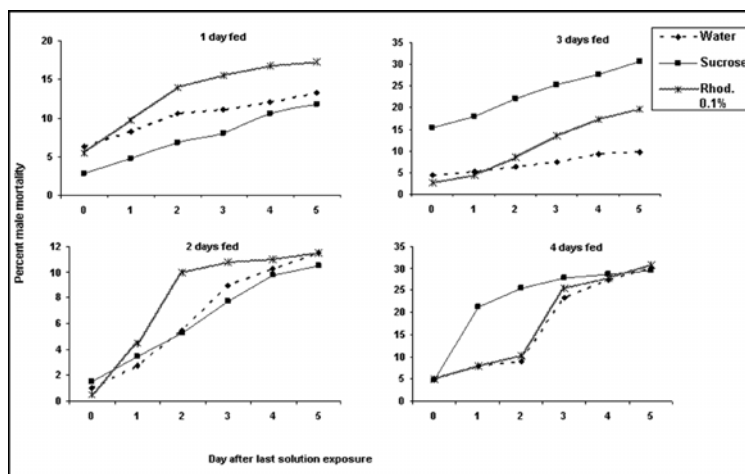 1 day fed
20
15
10
5
0
0 1 2 3 4 5
3 days fed
35
30
25
20
15
10
5
0
0 1 2 3 4 5
Water
Sucrose
Rhod.
0.1%
Percent male mortality
2 days fed
12
10
8
6
4
2
0
0 1 2 3 4 5
4 days fed
35
30
25
20
15
10
5
0
0 1 2 3 4 5
Day after last solution exposure